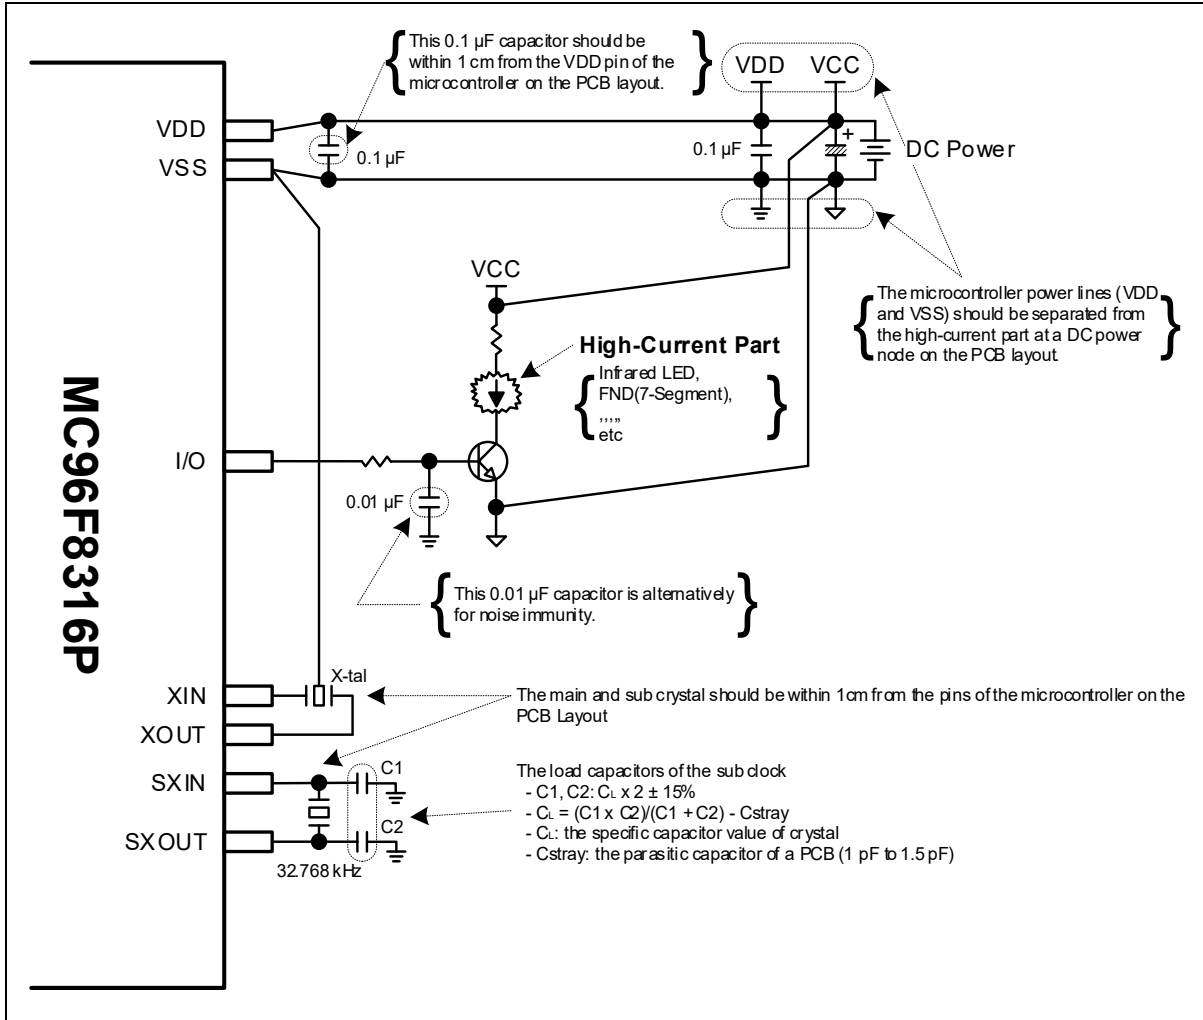 This 0.1 µF capacitor should be
within 1 cm from the VDD pin of the
microcontroller on the PCB layout.
VDD
VCC
VDD
VSS
0.1 µF
0.1 µF
+
DC Power
VCC
The microcontroller power lines (VDD
and VSS) should be separated from
the high-current part at a DC power
node on the PCB layout.
High-Current Part
Infrared LED,
FND(7-Segment),
,,,,,
etc
MC96F8316P
I/O
0.01 µF
This 0.01 µF capacitor is alternatively
for noise immunity.
X-tal
XIN
XOUT
The main and sub crystal should be within 1cm from the pins of the microcontroller on the
PCB Layout
SXIN
C1
SXOUT
C2
32.768 kHz
The load capacitors of the sub clock
- C1, C2: CL x 2 ± 15%
- CL = (C1 x C2)/(C1 + C2) - Cstray
- CL: the specific capacitor value of crystal
- Cstray: the parasitic capacitor of a PCB (1 pF to 1.5 pF)